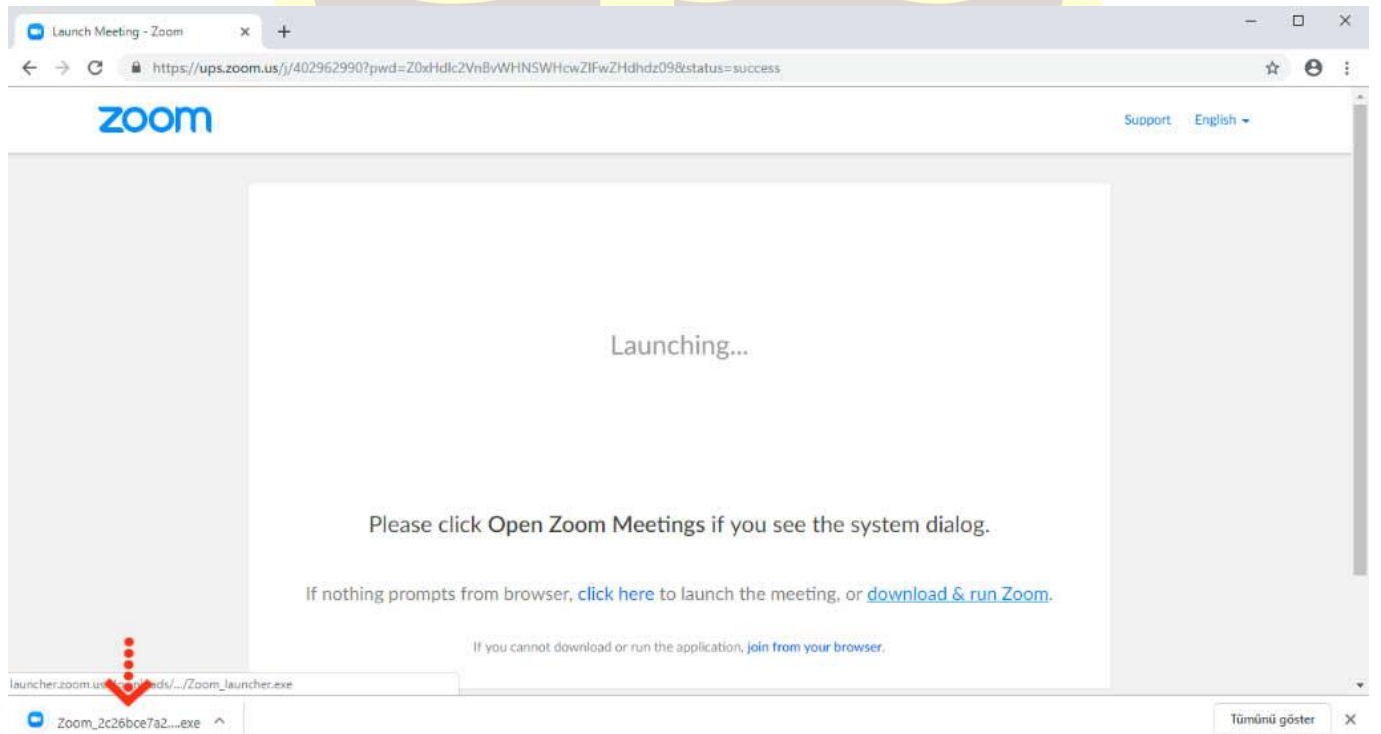 Launch Meeting - Zoom
https://ups.zoom.us/j/402962990?pwd=Z0xHdlc2VnBvWHNSWHcwZlFwZHdhdz09&status=success
zoom
Support English
Launching...
Please click Open Zoom Meetings if you see the system dialog.
If nothing prompts from browser, click here to launch the meeting, or download & run Zoom.
If you cannot download or run the application, join from your browser.
launcher.zoom.us/downloads/.../Zoom_launcher.exe
Zoom_2c26bce7a2....exe
Tümünü göster